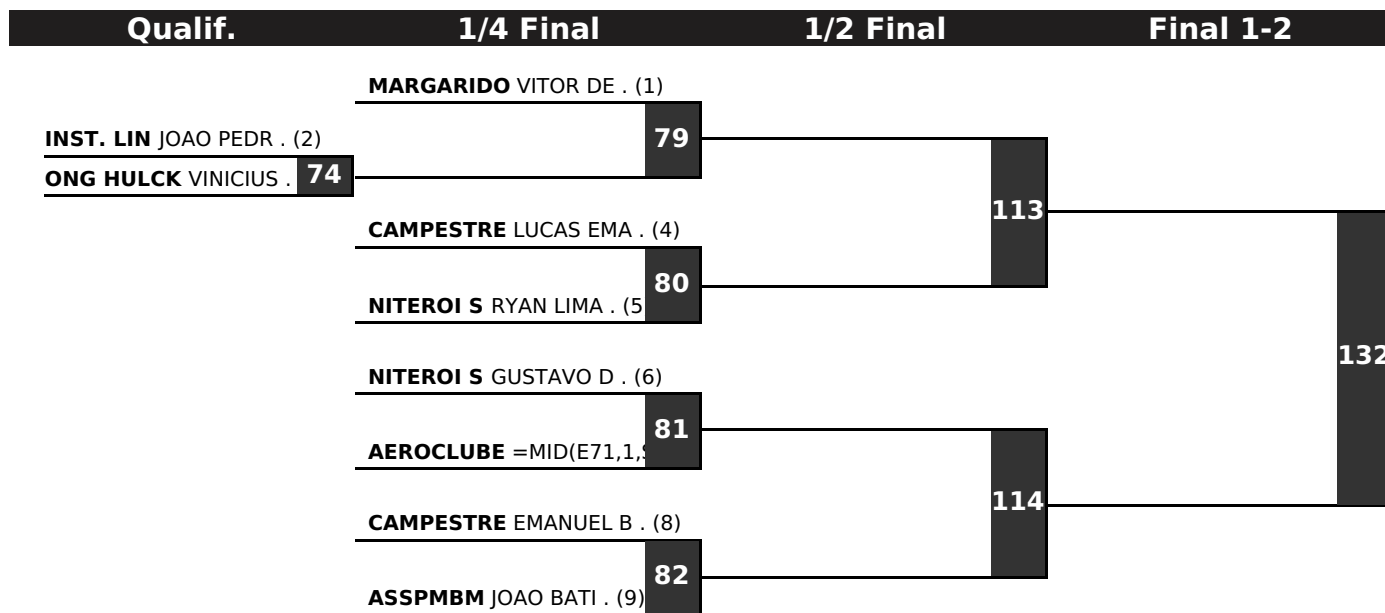 Qualif. 1/4 Final 1/2 Final Final 1-2
MARGARIDO VITOR DE . (1)
79
INST. LIN JOAO PEDR . (2)
ONG HULCK VINICIUS .
74
113
CAMPESTRE LUCAS EMA . (4)
80
NITEROI S RYAN LIMA . (5
132
NITEROI S GUSTAVO D . (6)
81
AEROCLUBE =MID(E71,1,
114
CAMPESTRE EMANUEL B . (8)
82
ASSPMBM JOAO BATI . (9)